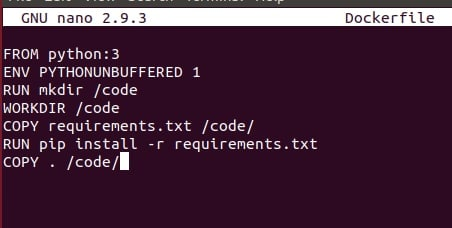 GNU nano 2.9.3 Dockerfile
FROM python:3
ENV PYTHONUNBUFFERED 1
RUN mkdir /code
WORKDIR /code
COPY requirements.txt /code/
RUN pip install -r requirements.txt
COPY . /code/